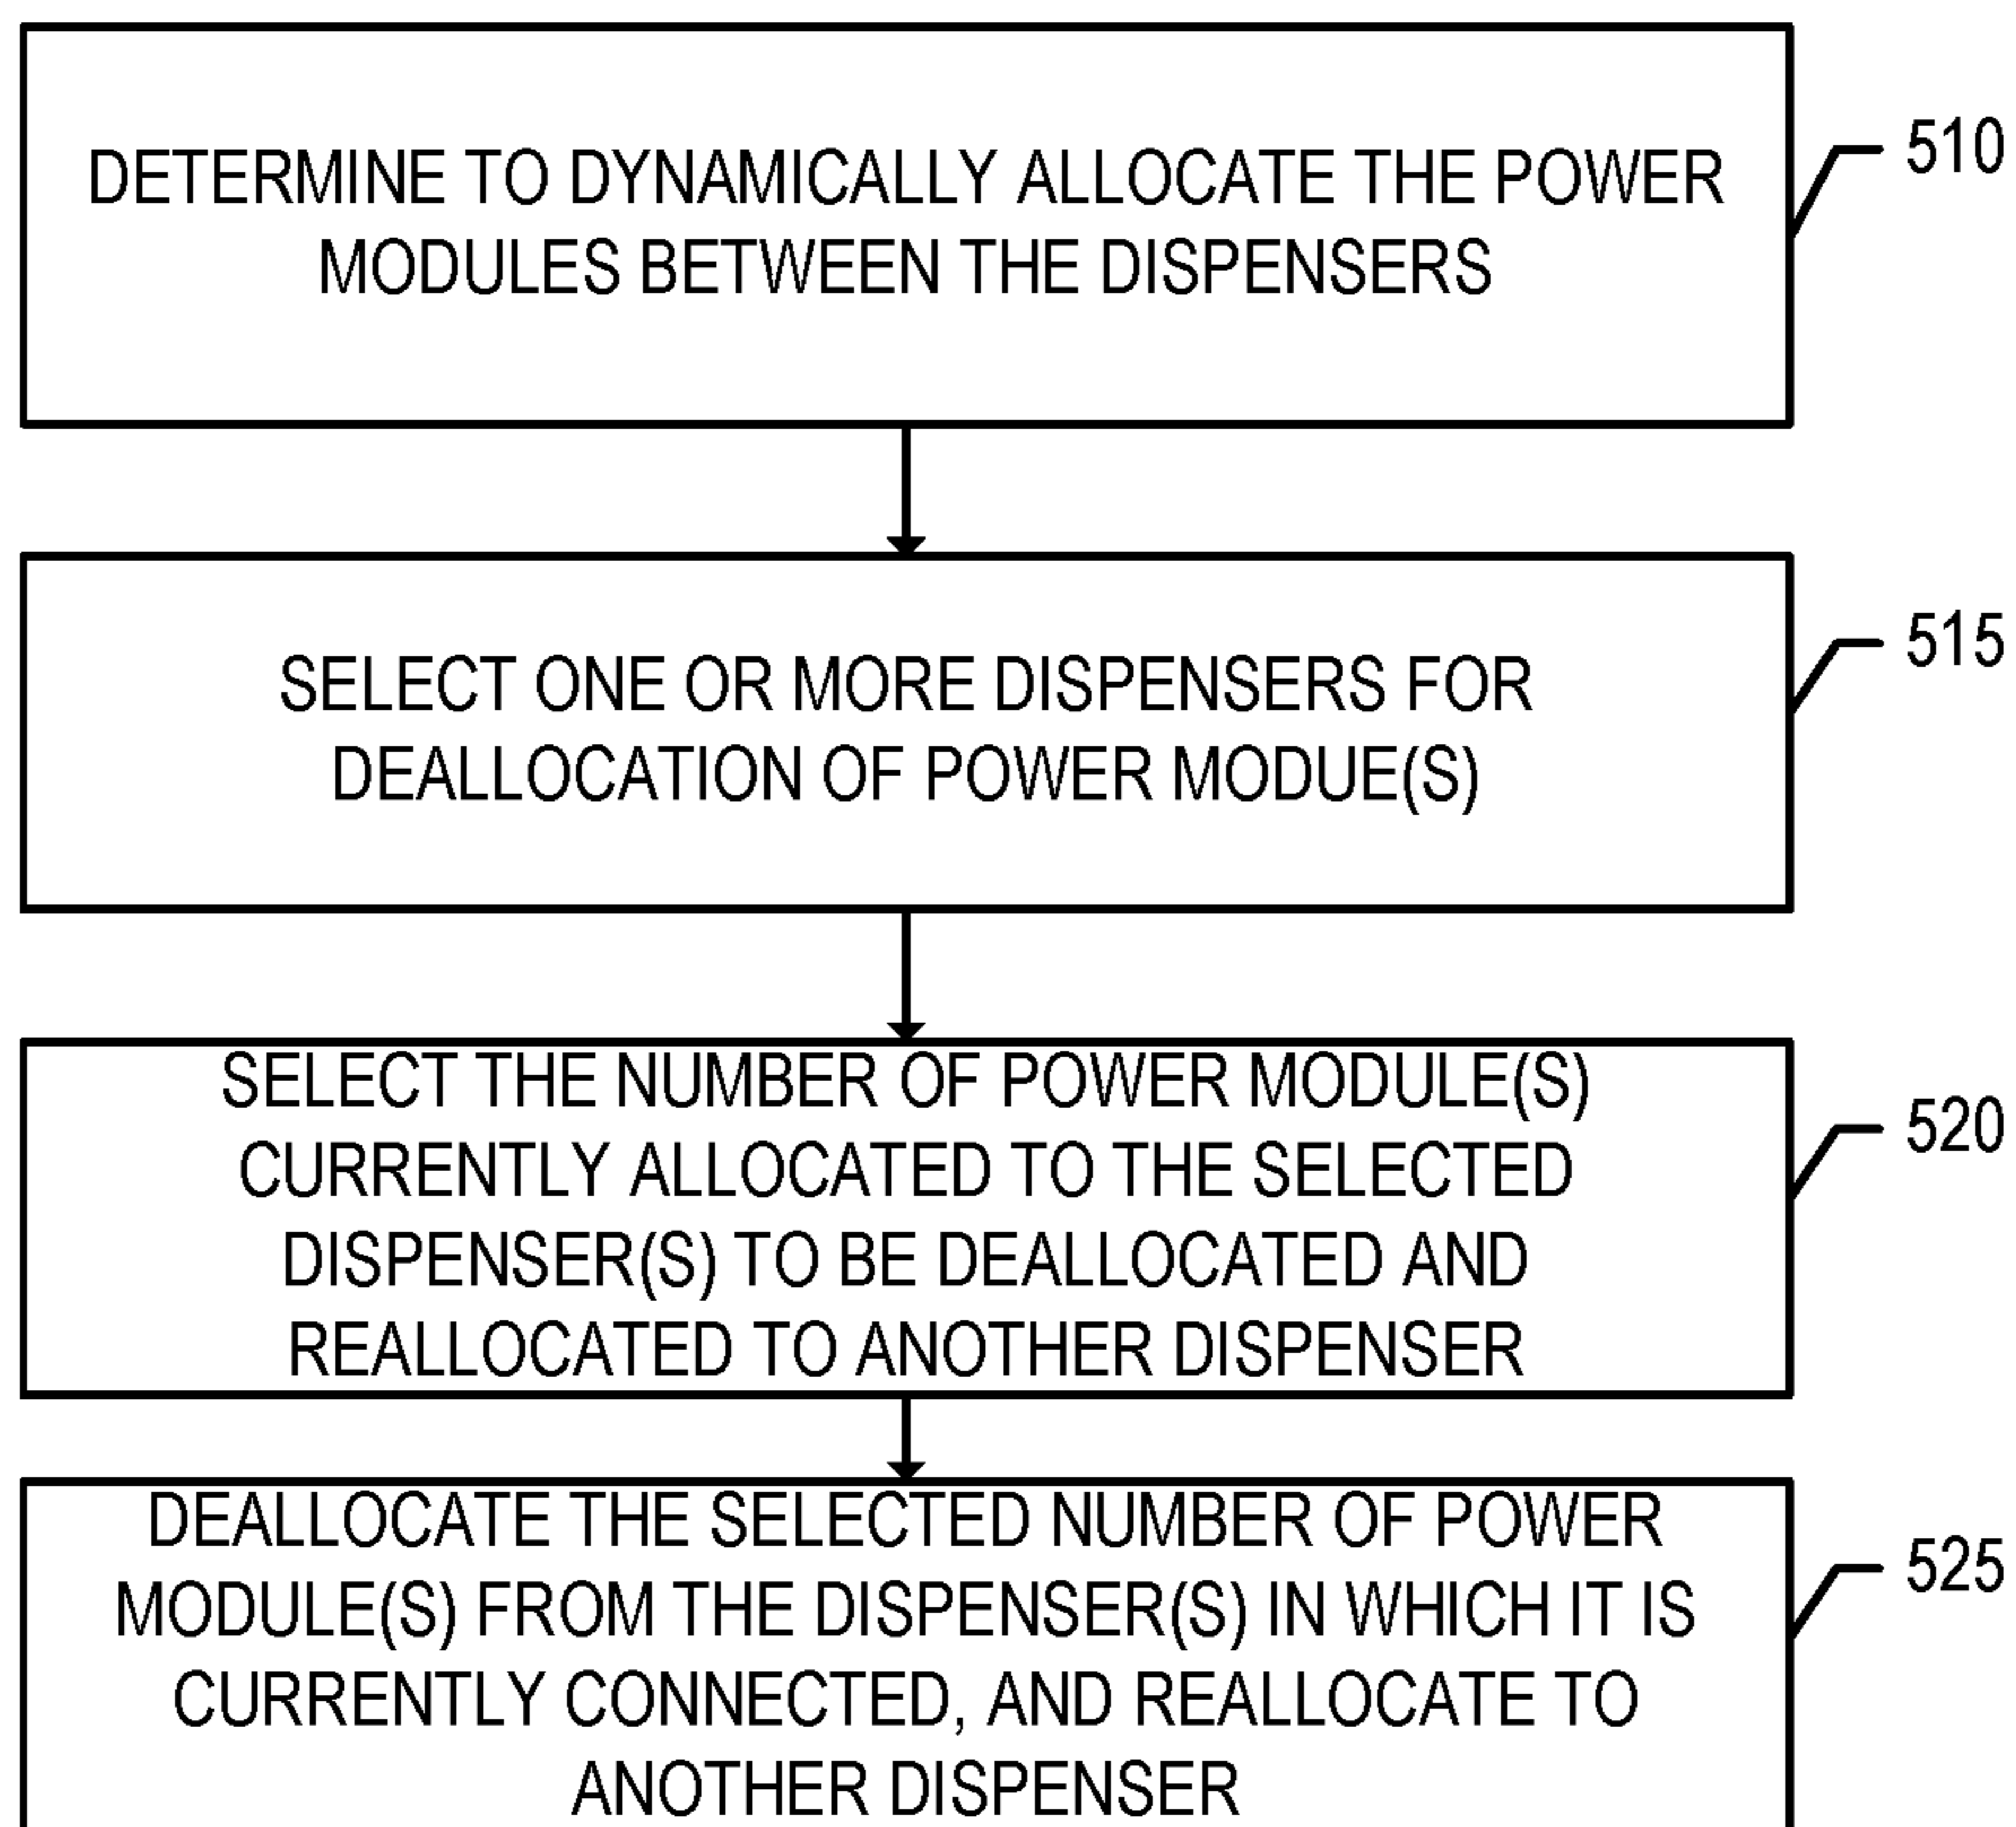 DETERMINE TO DYNAMICALLY ALLOCATE THE POWER
MODULES BETWEEN THE DISPENSERS
510
SELECT ONE OR MORE DISPENSERS FOR
DEALLOCATION OF POWER MODUE(S)
515
SELECT THE NUMBER OF POWER MODULE(S)
CURRENTLY ALLOCATED TO THE SELECTED
DISPENSER(S) TO BE DEALLOCATED AND
REALLOCATED TO ANOTHER DISPENSER
520
DEALLOCATE THE SELECTED NUMBER OF POWER
MODULE(S) FROM THE DISPENSER(S) IN WHICH IT IS
CURRENTLY CONNECTED, AND REALLOCATE TO
ANOTHER DISPENSER
525